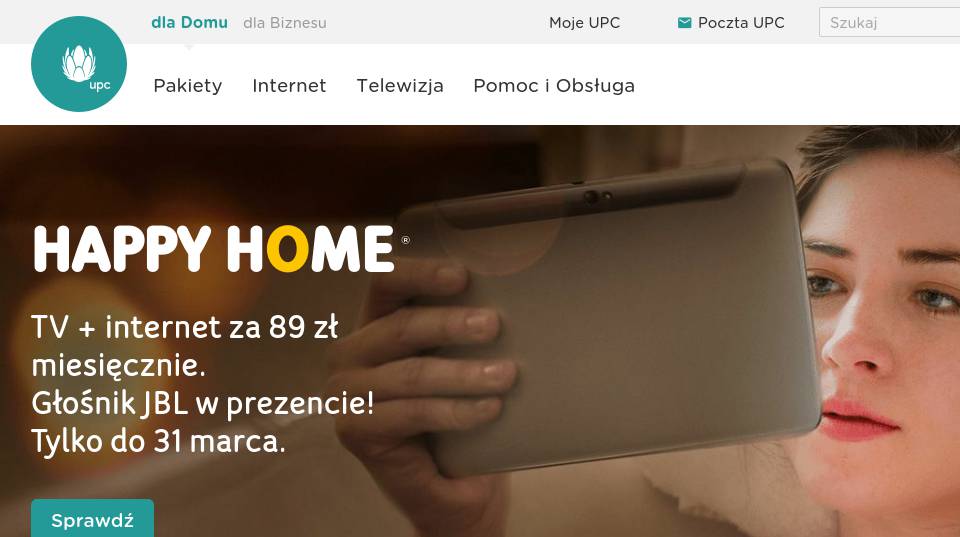 dla Domu
dla Biznesu
Moje UPC
Poczta UPC
Szukaj
upc
Pakiety
Internet
Telewizja
Pomoc i Obsługa
HAPPY HOME®
TV + internet za 89 zł
miesięcznie.
Głośnik JBL w prezencie!
Tylko do 31 marca.
Sprawdź